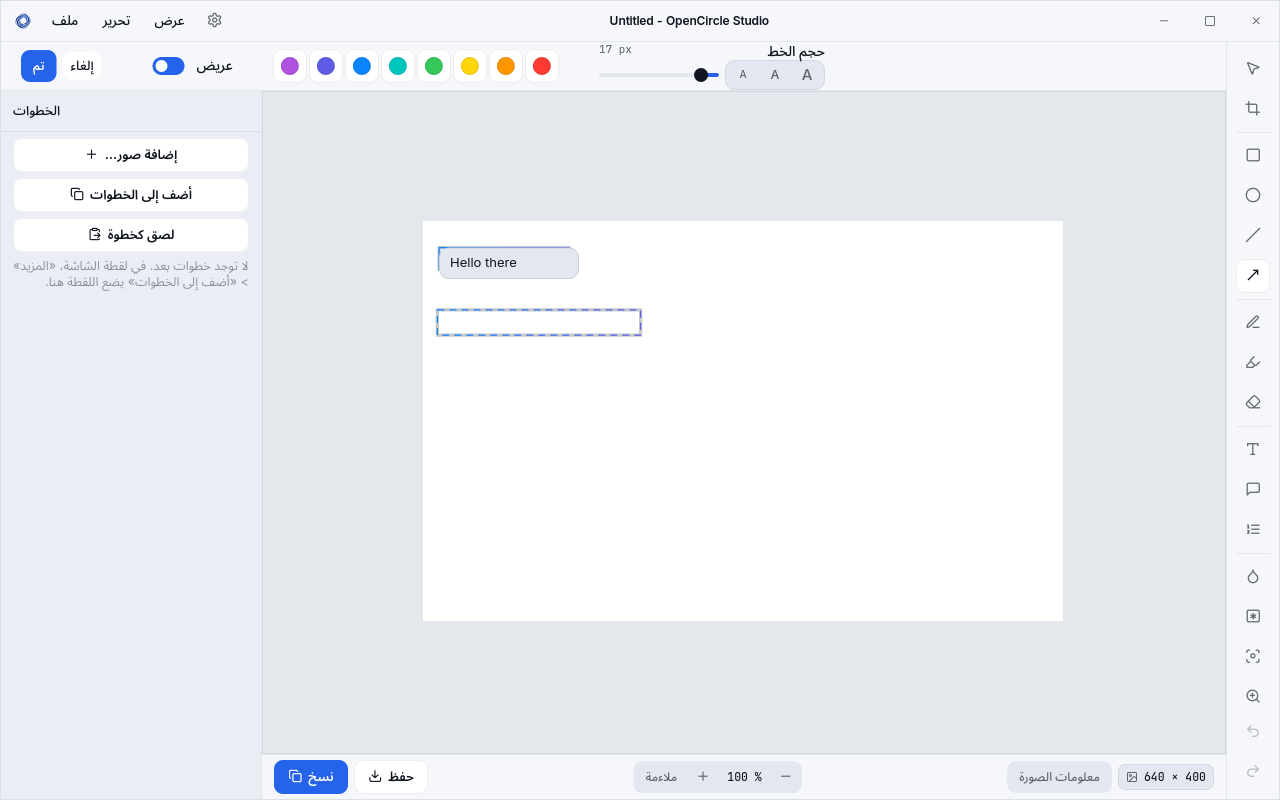 ملف
تحرير
عرض
Untitled - OpenCircle Studio
تم
إلغاء
عريض
17 px
حجم الخط
A
A
A
الخطوات
إضافة صور...
أضف إلى الخطوات
لصق كخطوة
لا توجد خطوات بعد. في لقطة الشاشة، «المزيد»
> «أضف إلى الخطوات» يضع اللقطة هنا.
Hello there
نسخ
حفظ
ملاءمة
100 %
معلومات الصورة
640 × 400